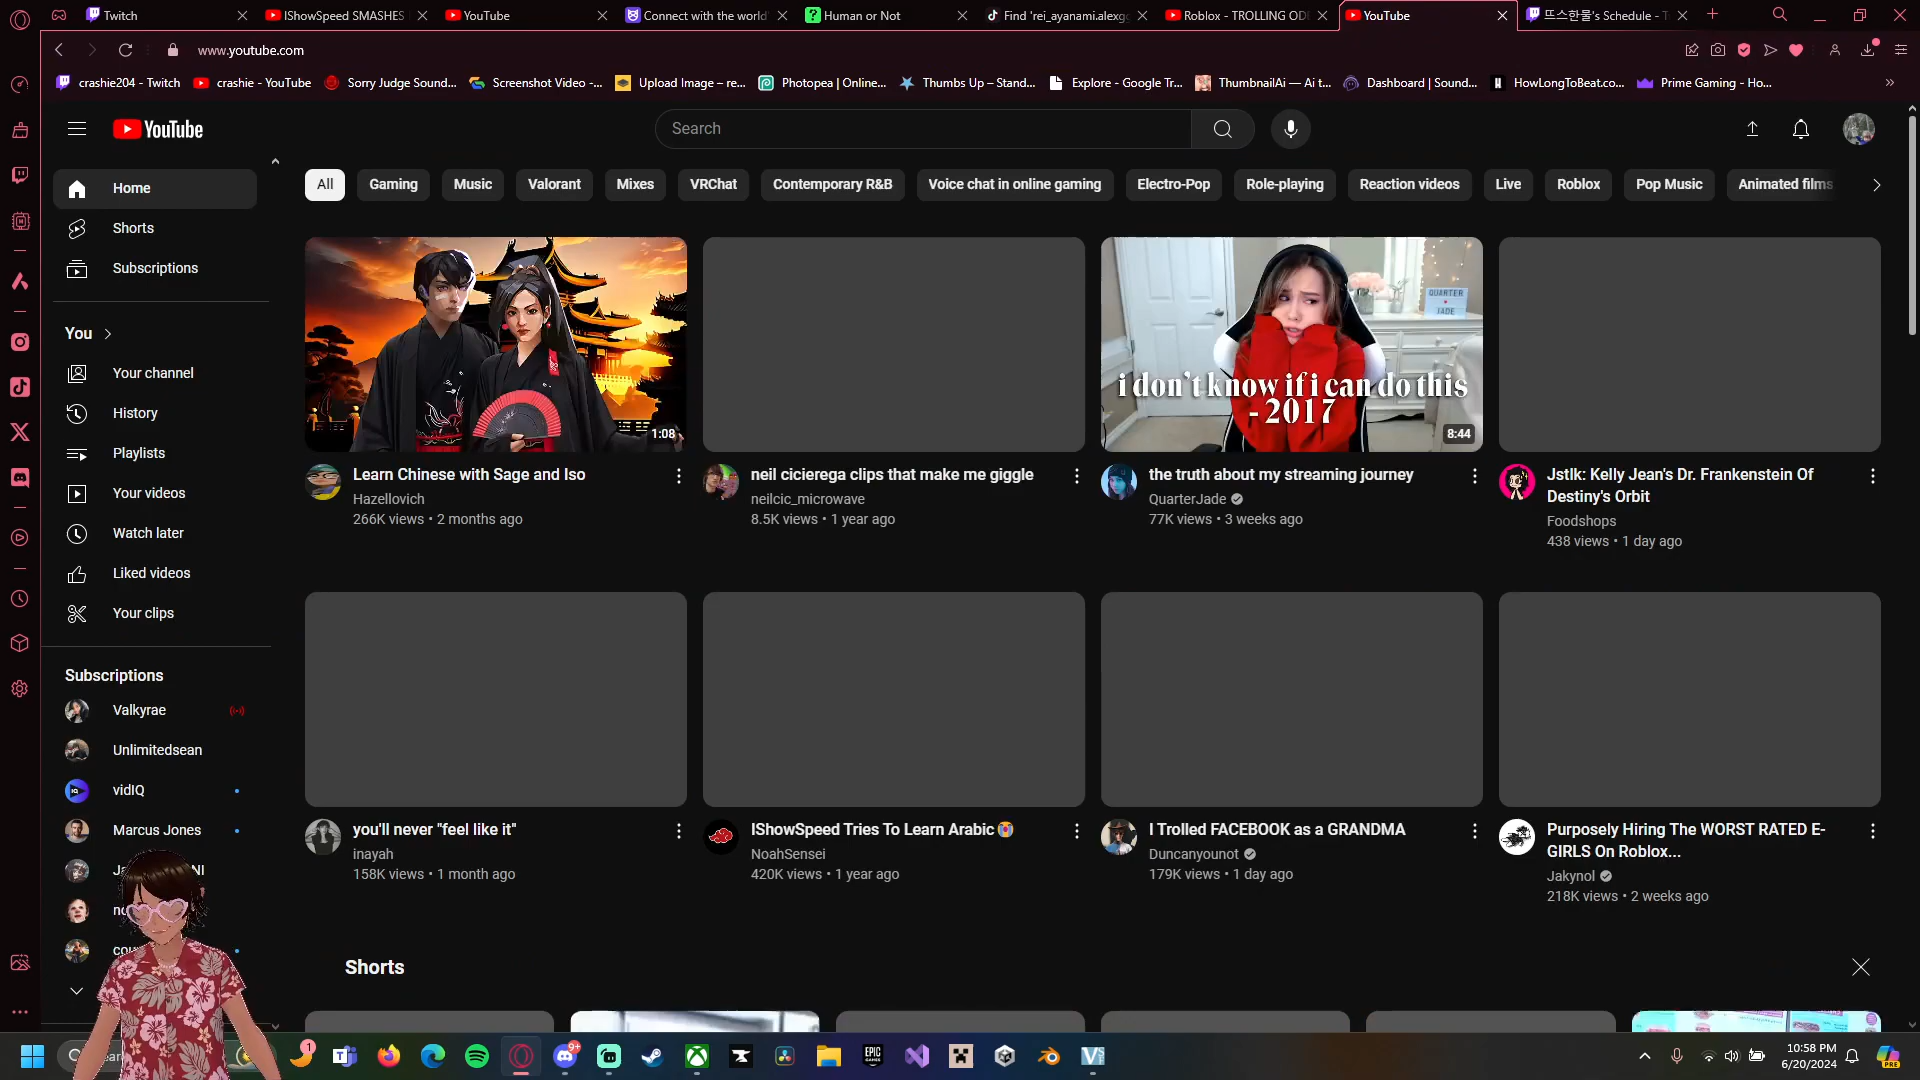 Twitch
IShowSpeed SMASHES
YouTube
Connect with the world'
Human or Not
Roblox - TROLLING OD
YouTube
뜨스한물's Schedule - T
www.youtube.com
crashie204 - Twitch
crashie - YouTube
Sorry Judge Sound...
Screenshot Video -...
Upload Image – re...
Photopea | Online...
Thumbs Up – Stand...
Explore - Google Tr...
ThumbnailAi — Ai t...
Dashboard | Sound...
HowLongToBeat.co...
Prime Gaming - Ho...
YouTube
Search
Home
Shorts
Subscriptions
You
Your channel
History
Playlists
Your videos
Watch later
Liked videos
Your clips
Subscriptions
Valkyrae
Unlimitedsean
vidIQ
Marcus Jones
All
Gaming
Music
Valorant
Mixes
VRChat
Contemporary R&B
Voice chat in online gaming
Electro-Pop
Role-playing
Reaction videos
Live
Roblox
Pop Music
Animated films
1:08
Learn Chinese with Sage and Iso
Hazellovich
266K views • 2 months ago
neil cicierega clips that make me giggle
neilcic_microwave
8.5K views • 1 year ago
QUARTER
JADE
i don't know if i can do this
- 2017
8:44
the truth about my streaming journey
QuarterJade
77K views • 3 weeks ago
Jstlk: Kelly Jean's Dr. Frankenstein Of
Destiny's Orbit
Foodshops
438 views • 1 day ago
you'll never "feel like it"
inayah
158K views • 1 month ago
IShowSpeed Tries To Learn Arabic 😭
NoahSensei
420K views • 1 year ago
I Trolled FACEBOOK as a GRANDMA
Duncanyounot
179K views • 1 day ago
Purposely Hiring The WORST RATED E-
GIRLS On Roblox...
Jakynol
218K views • 2 weeks ago
Shorts
1
9+
EPIC
GAMES
10:58 PM
6/20/2024
PRE